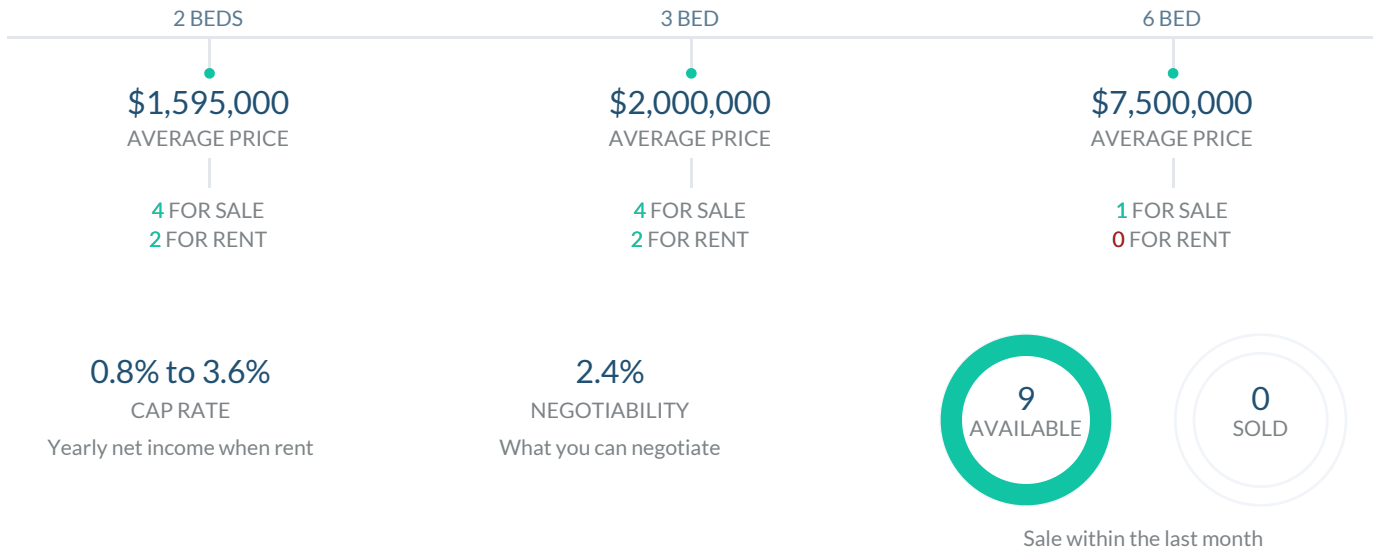 2 BEDS
$1,595,000
AVERAGE PRICE
4 FOR SALE
2 FOR RENT
3 BED
$2,000,000
AVERAGE PRICE
4 FOR SALE
2 FOR RENT
6 BED
$7,500,000
AVERAGE PRICE
1 FOR SALE
0 FOR RENT
0.8% to 3.6%
CAP RATE
Yearly net income when rent
2.4%
NEGOTIABILITY
What you can negotiate
9
AVAILABLE
0
SOLD
Sale within the last month